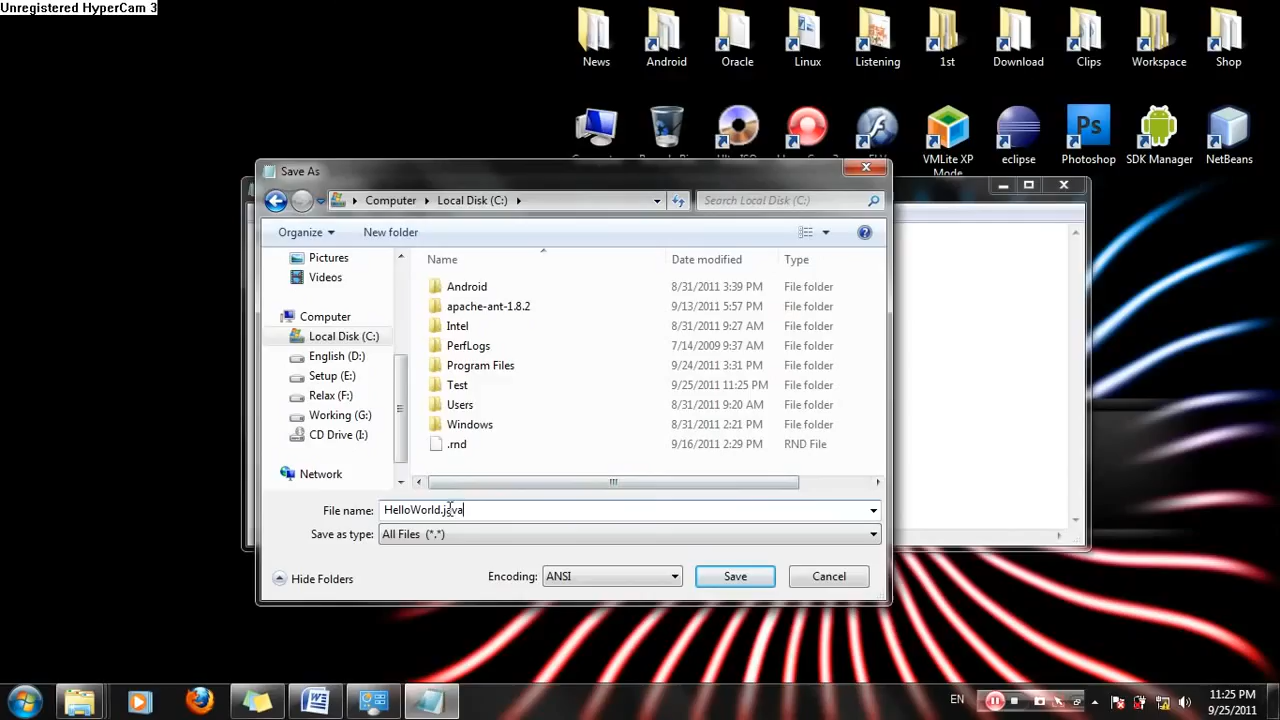 Unregistered HyperCam 3
News
Android
Oracle
Linux
Listening
1st
Download
Clips
Workspace
Shop
VMLite XP
Mode
eclipse
Photoshop
SDK Manager
NetBeans
Save As
Computer
Local Disk (C:)
Search Local Disk (C:)
Organize
New folder
Pictures
Videos
Computer
Local Disk (C:)
English (D:)
Setup (E:)
Relax (F:)
Working (G:)
CD Drive (I:)
Network
Name Date modified Type
Android 8/31/2011 3:39 PM File folder
apache-ant-1.8.2 9/13/2011 5:57 PM File folder
Intel 8/31/2011 9:27 AM File folder
PerfLogs 7/14/2009 9:37 AM File folder
Program Files 9/24/2011 3:31 PM File folder
Test 9/25/2011 11:25 PM File folder
Users 8/31/2011 9:20 AM File folder
Windows 8/31/2011 2:21 PM File folder
.rnd 9/16/2011 2:29 PM RND File
File name: HelloWorld.java
Save as type: All Files (*.*)
Hide Folders
Encoding: ANSI
Save
Cancel
EN
11:25 PM
9/25/2011